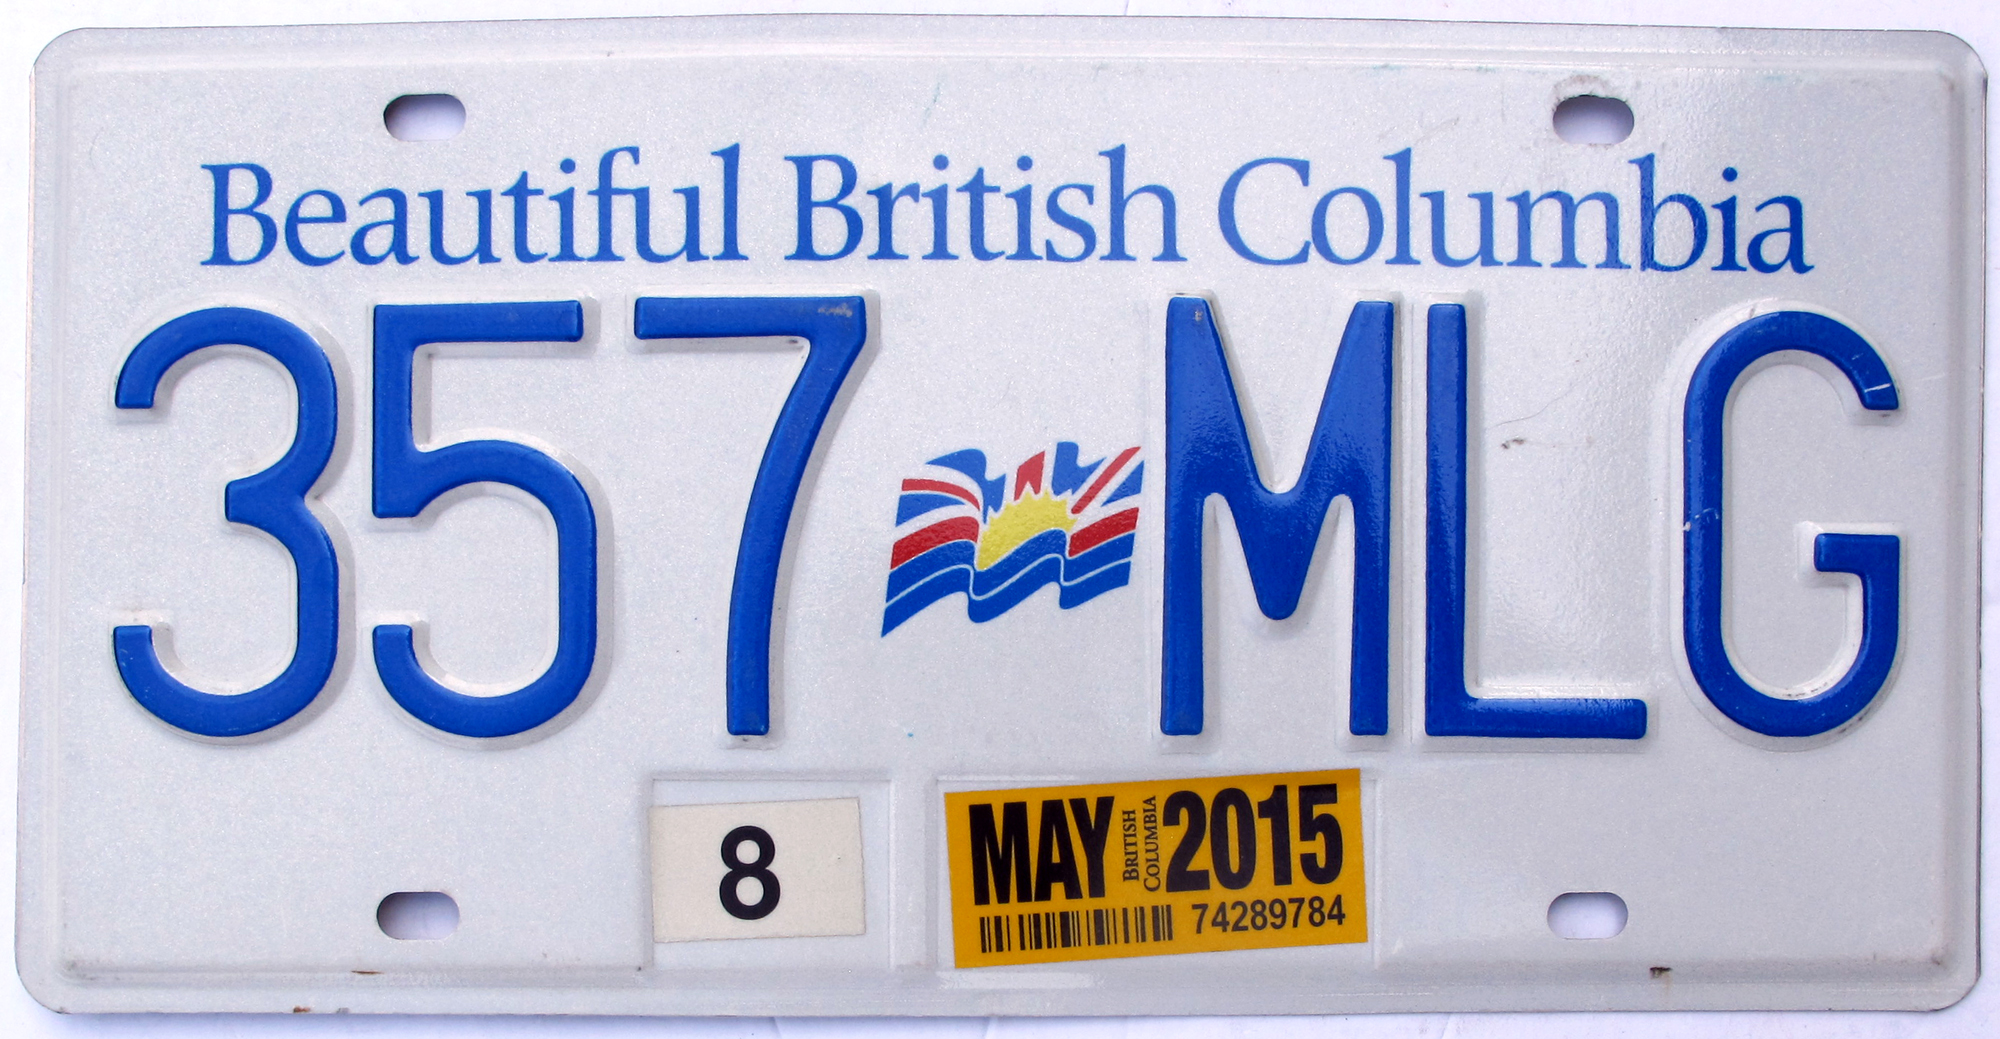 Beautiful British Columbia
357 MLG
8
MAY BRITISH COLUMBIA 2015
74289784